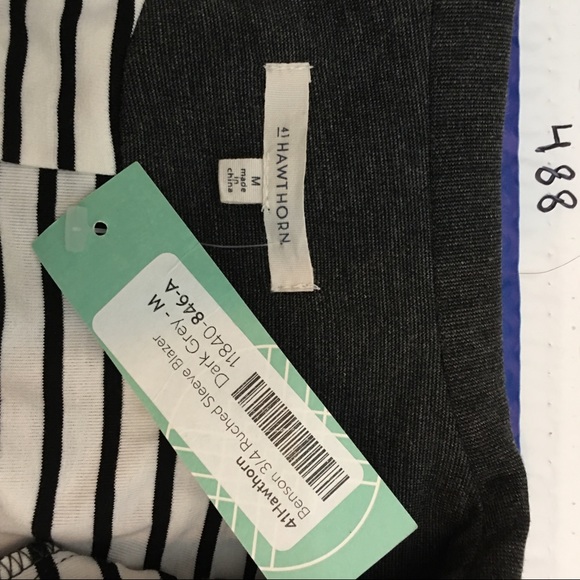 41 HAWTHORN
M
made
in
china
41Hawthorn
Benson 3/4 Ruched Sleeve Blazer
Dark Grey - M
11840-846-A
488